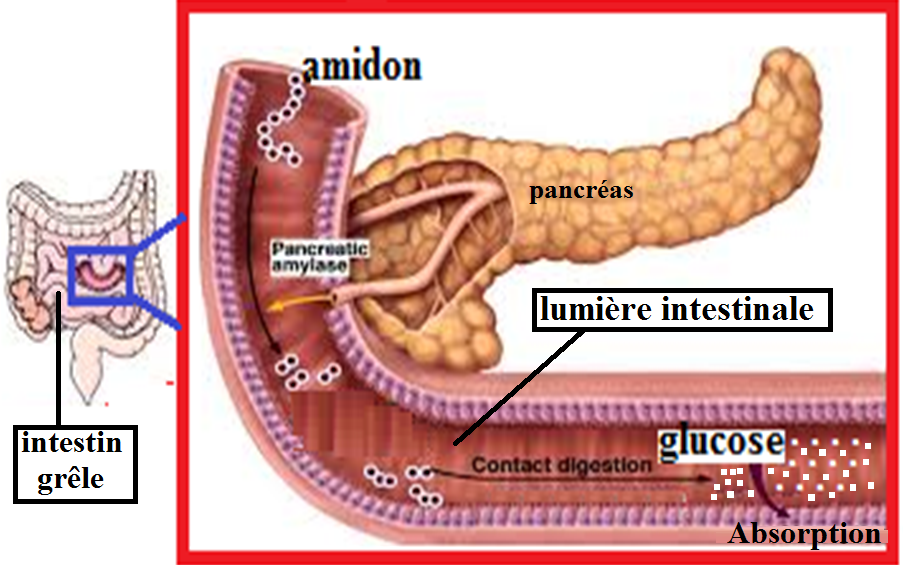 amidon
pancréas
Pancreatic
amylase
lumière intestinale
intestin
grêle
glucose
Contact digestion
Absorption